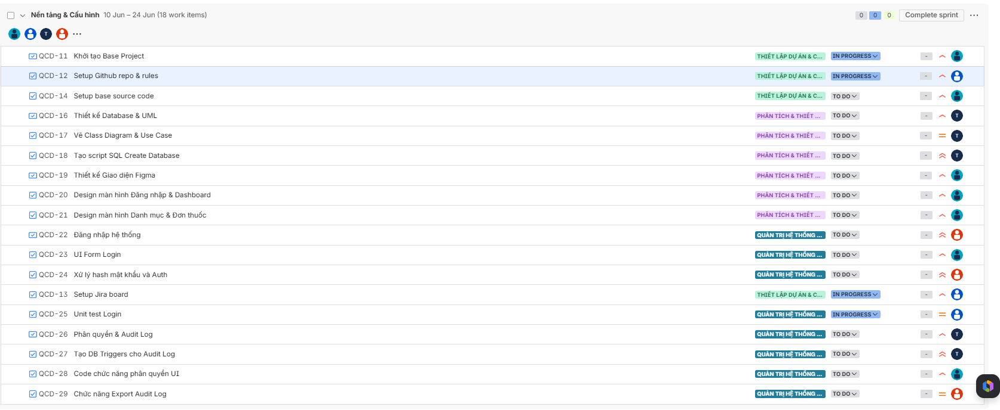 Nền tảng & Cấu hình 10 Jun – 24 Jun (18 work items) 0 0 0 Complete sprint
T
QCD-11 Khởi tạo Base Project THIẾT LẬP DỰ ÁN & C... IN PROGRESS -
QCD-12 Setup Github repo & rules THIẾT LẬP DỰ ÁN & C... IN PROGRESS -
QCD-14 Setup base source code THIẾT LẬP DỰ ÁN & C... TO DO -
QCD-16 Thiết kế Database & UML PHÂN TÍCH & THIẾT ... TO DO - T
QCD-17 Vẽ Class Diagram & Use Case PHÂN TÍCH & THIẾT ... TO DO - T
QCD-18 Tạo script SQL Create Database PHÂN TÍCH & THIẾT ... TO DO - T
QCD-19 Thiết kế Giao diện Figma PHÂN TÍCH & THIẾT ... TO DO -
QCD-20 Design màn hình Đăng nhập & Dashboard PHÂN TÍCH & THIẾT ... TO DO -
QCD-21 Design màn hình Danh mục & Đơn thuốc PHÂN TÍCH & THIẾT ... TO DO -
QCD-22 Đăng nhập hệ thống QUẢN TRỊ HỆ THỐNG ... TO DO -
QCD-23 UI Form Login QUẢN TRỊ HỆ THỐNG ... TO DO -
QCD-24 Xử lý hash mật khẩu và Auth QUẢN TRỊ HỆ THỐNG ... TO DO -
QCD-13 Setup Jira board THIẾT LẬP DỰ ÁN & C... IN PROGRESS -
QCD-25 Unit test Login QUẢN TRỊ HỆ THỐNG ... IN PROGRESS -
QCD-26 Phân quyền & Audit Log QUẢN TRỊ HỆ THỐNG ... TO DO - T
QCD-27 Tạo DB Triggers cho Audit Log QUẢN TRỊ HỆ THỐNG ... TO DO - T
QCD-28 Code chức năng phân quyền UI QUẢN TRỊ HỆ THỐNG ... TO DO -
QCD-29 Chức năng Export Audit Log QUẢN TRỊ HỆ THỐNG ... TO DO -